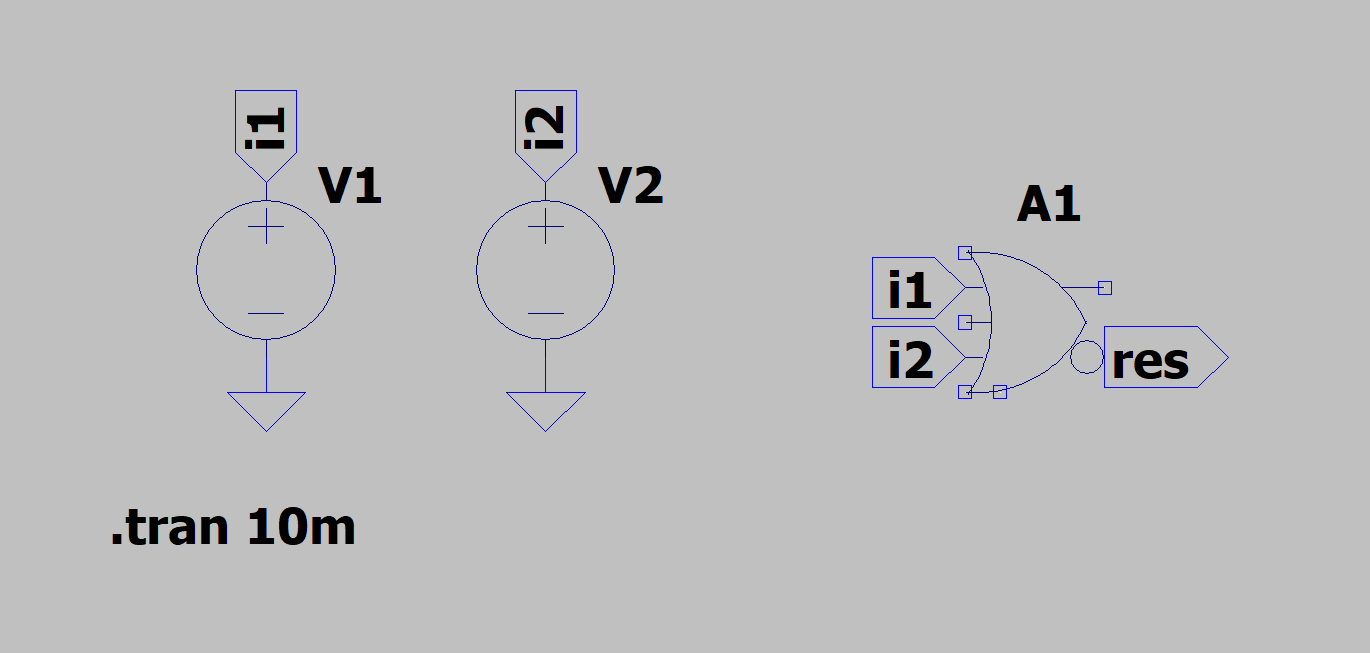 i1
V1
i2
V2
A1
i1
i2
res
.tran 10m